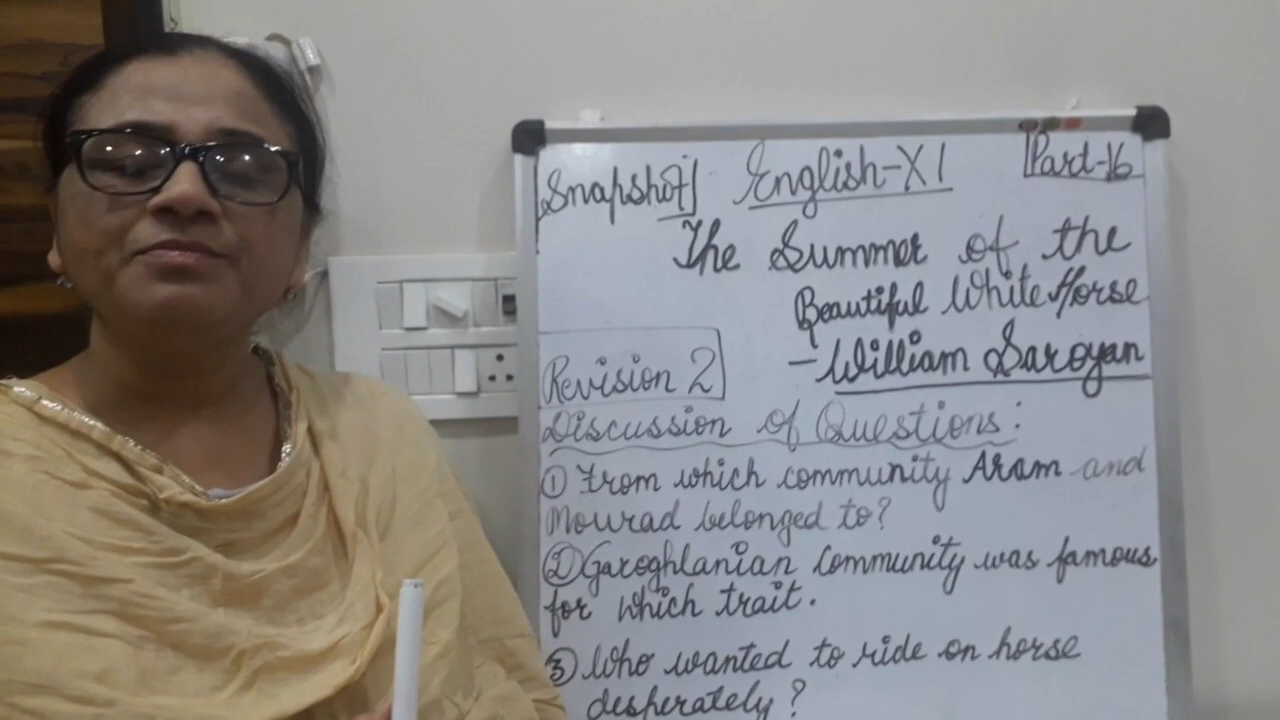 Snapshot English-XI Part-16
The Summer of the
Beautiful White Horse
- William Saroyan
Revision 2
Discussion of Questions:
① From which community Aram and
Mourad belonged to?
② Garoghlanian Community was famous
for which trait.
③ Who wanted to ride on horse
desperately?